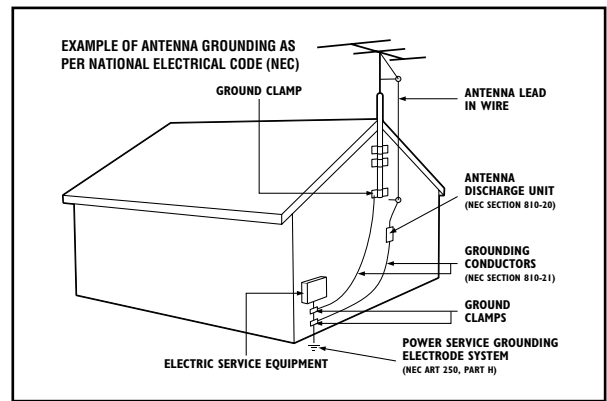 EXAMPLE OF ANTENNA GROUNDING AS
PER NATIONAL ELECTRICAL CODE (NEC)
GROUND CLAMP
ANTENNA LEAD
IN WIRE
ANTENNA
DISCHARGE UNIT
(NEC SECTION 810-20)
GROUNDING
CONDUCTORS
(NEC SECTION 810-21)
GROUND
CLAMPS
POWER SERVICE GROUNDING
ELECTRODE SYSTEM
(NEC ART 250, PART H)
ELECTRIC SERVICE EQUIPMENT